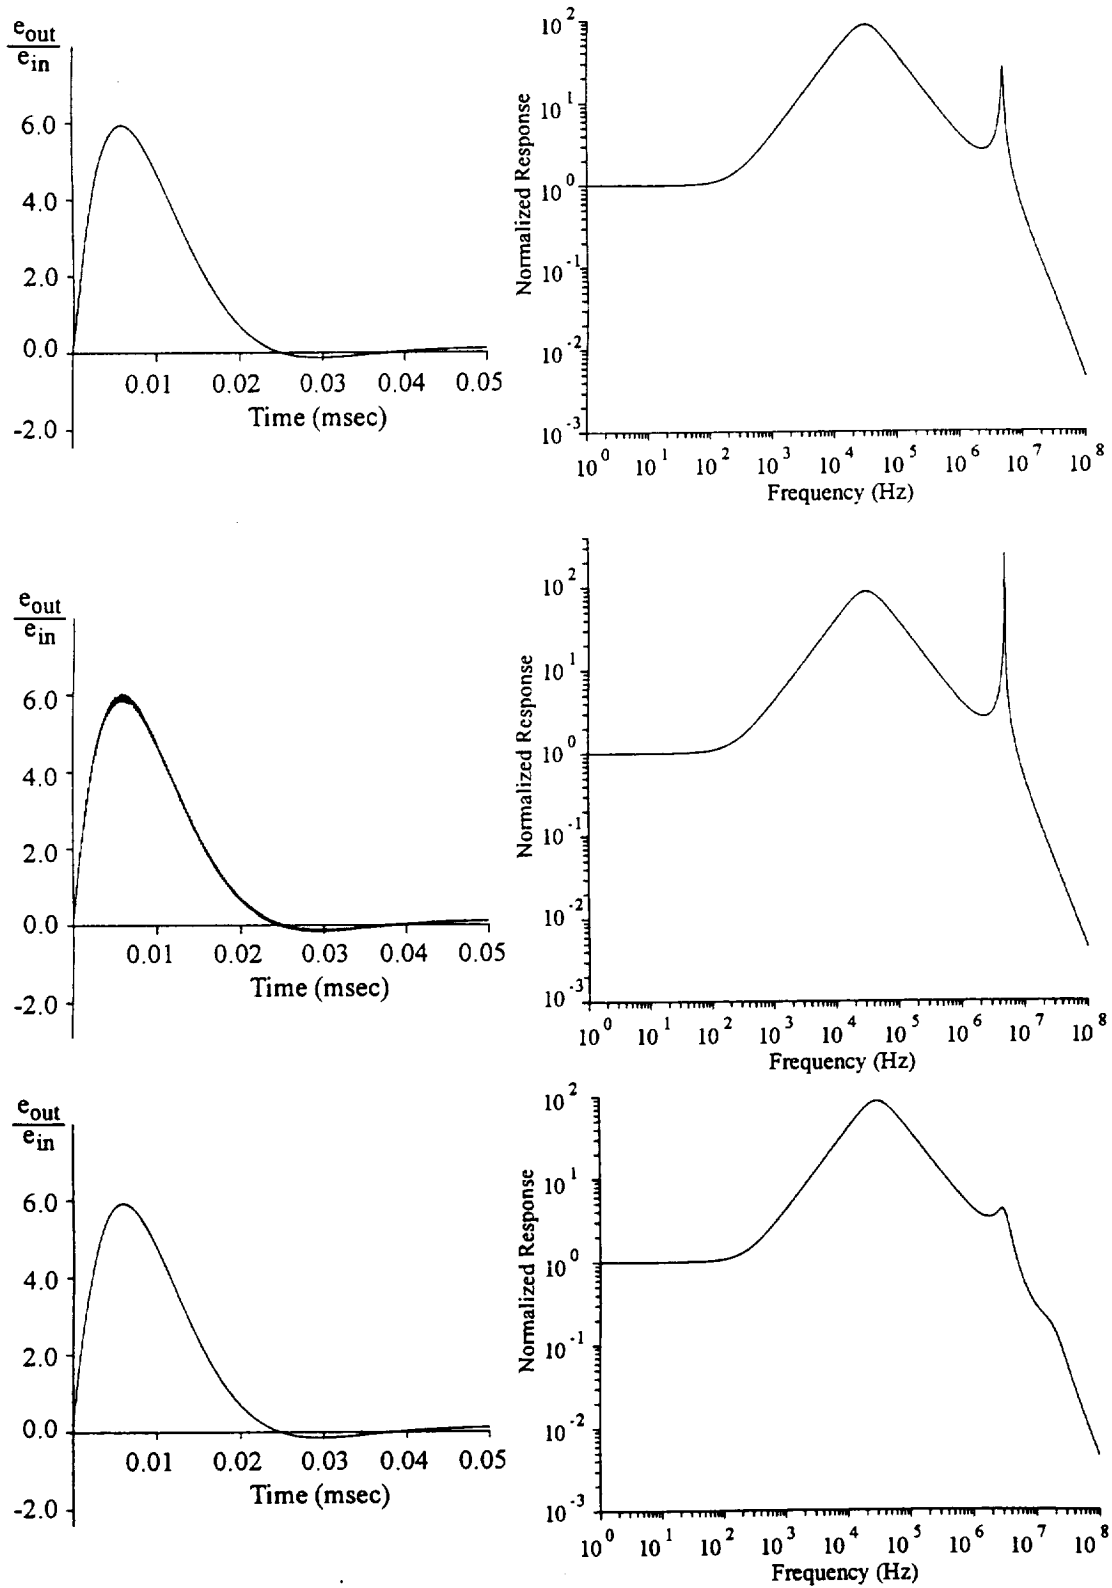 e_out
e_in
6.0
4.0
2.0
0.0
-2.0
0.01 0.02 0.03 0.04 0.05
Time (msec)
Normalized Response
10^2
10^1
10^0
10^-1
10^-2
10^-3
10^0 10^1 10^2 10^3 10^4 10^5 10^6 10^7 10^8
Frequency (Hz)
e_out
e_in
6.0
4.0
2.0
0.0
-2.0
0.01 0.02 0.03 0.04 0.05
Time (msec)
Normalized Response
10^2
10^1
10^0
10^-1
10^-2
10^-3
10^0 10^1 10^2 10^3 10^4 10^5 10^6 10^7 10^8
Frequency (Hz)
e_out
e_in
6.0
4.0
2.0
0.0
-2.0
0.01 0.02 0.03 0.04 0.05
Time (msec)
Normalized Response
10^2
10^1
10^0
10^-1
10^-2
10^-3
10^0 10^1 10^2 10^3 10^4 10^5 10^6 10^7 10^8
Frequency (Hz)